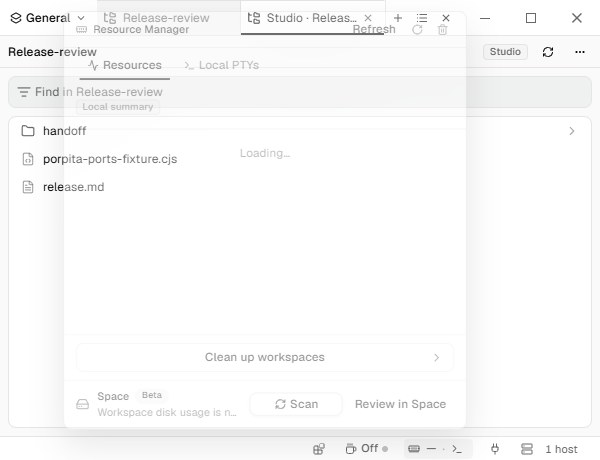 General
Release-review
Studio · Releas...
Resource Manager
Refresh
Release-review
Studio
Resources
Local PTYs
Find in Release-review
Local summary
handoff
Loading...
porpita-ports-fixture.cjs
release.md
Clean up workspaces
Space
Beta
Workspace disk usage is n...
Scan
Review in Space
Off
1 host